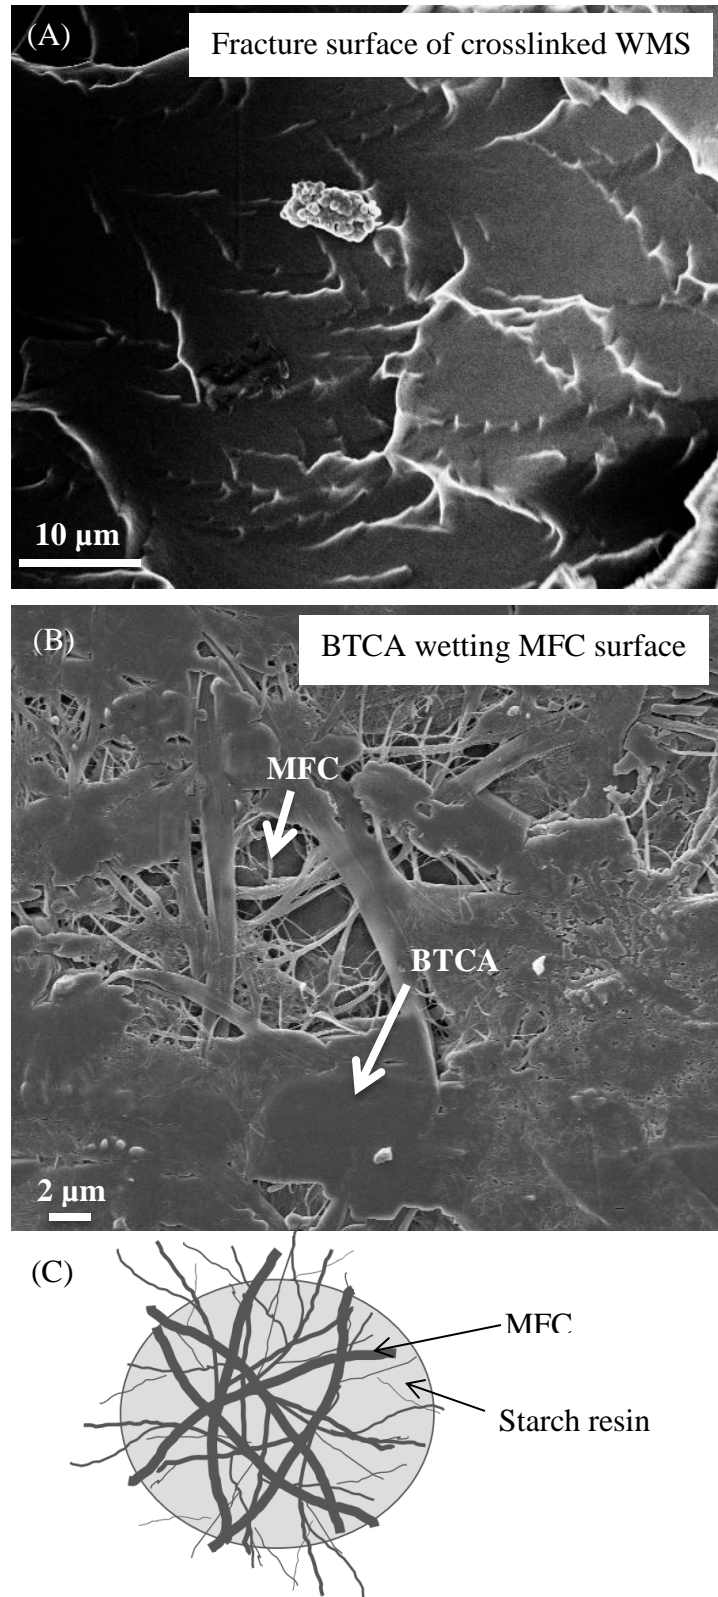 (A)
Fracture surface of crosslinked WMS
10 µm
(B)
BTCA wetting MFC surface
MFC
BTCA
2 µm
(C)
MFC
Starch resin